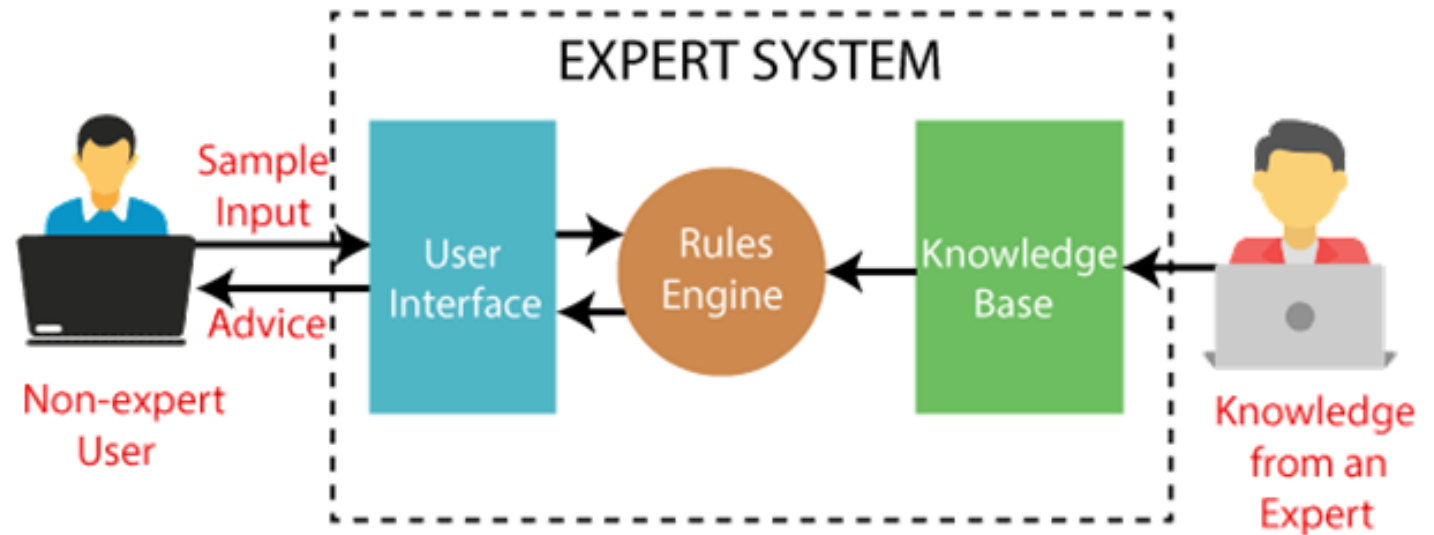 EXPERT SYSTEM
Sample
Input
Advice
Non-expert
User
User
Interface
Rules
Engine
Knowledge
Base
Knowledge
from an
Expert